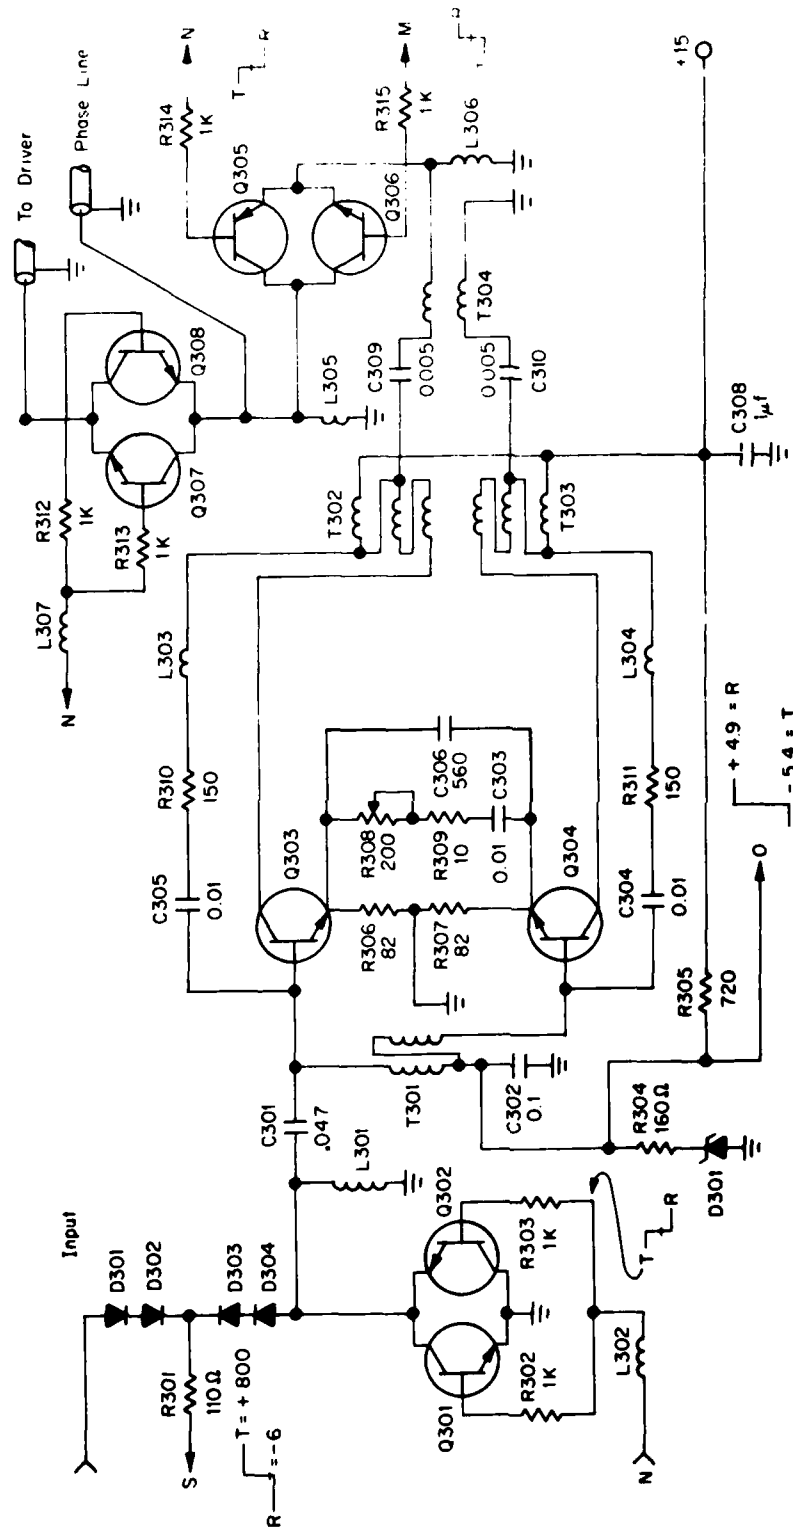 Input
D301
D302
D303
D304
R301
110Ω
S
T = + 800
R
= -6
C301
.047
L301
Q301
Q302
R302
1K
R303
1K
L302
N
T
R
T301
C302
0.1
R304
160Ω
D301
R305
720
O
+ 4.9 = R
- 5.4 = T
C305
0.01
R310
150
L303
Q303
R306
82
R307
82
R308
200
R309
10
C303
0.01
C306
560
Q304
C304
0.01
R311
150
L304
N
L307
R312
1K
R313
1K
Q307
Q308
To Driver
Phase Line
L305
T302
T303
C309
0.005
C310
0.005
T304
L306
Q305
Q306
R314
1K
N
T
R
R315
1K
M
C308
1μf
+15